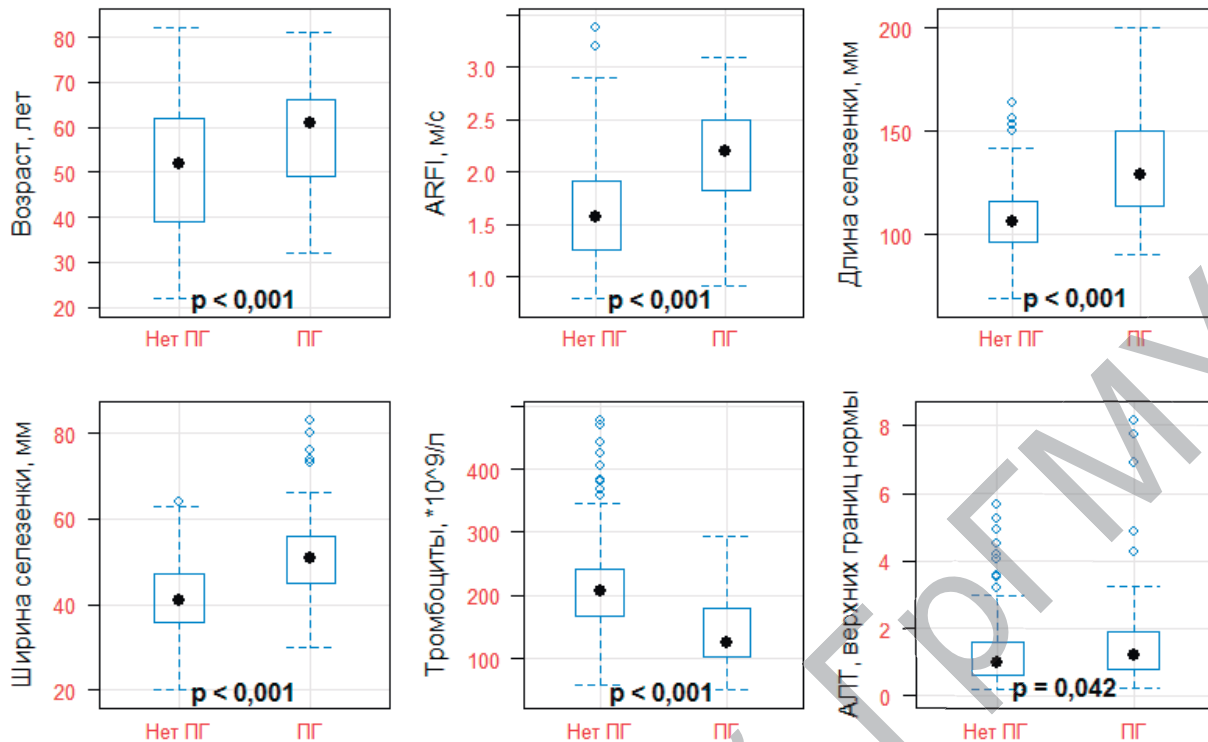 Возраст, лет
80
70
60
50
40
30
20
p < 0,001
Нет ПГ ПГ
ARFI, м/с
3.0
2.5
2.0
1.5
1.0
p < 0,001
Нет ПГ ПГ
Длина селезенки, мм
200
150
100
p < 0,001
Нет ПГ ПГ
Ширина селезенки, мм
80
60
40
20
p < 0,001
Нет ПГ ПГ
Тромбоциты, *10^9/л
400
300
200
100
p < 0,001
Нет ПГ ПГ
АЛТ, верхних границ нормы
8
6
4
2
0
p = 0,042
Нет ПГ ПГ
ГрГМУ